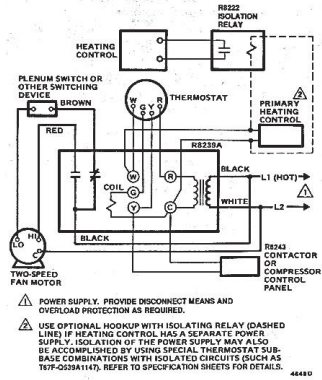 R8222
ISOLATION
RELAY
HEATING
CONTROL
PLENUM SWITCH OR
OTHER SWITCHING
DEVICE
BROWN
THERMOSTAT
W G Y R
2
PRIMARY
HEATING
CONTROL
RED
R8239A
W R
BLACK
L1 (HOT)
1
COIL
G
WHITE
L2
Y C
LO HI
C
BLACK
R8243
CONTACTOR
OR
COMPRESSOR
CONTROL
PANEL
TWO-SPEED
FAN MOTOR
1 POWER SUPPLY. PROVIDE DISCONNECT MEANS AND
OVERLOAD PROTECTION AS REQUIRED.
2 USE OPTIONAL HOOKUP WITH ISOLATING RELAY (DASHED
LINE) IF HEATING CONTROL HAS A SEPARATE POWER
SUPPLY. ISOLATION OF THE POWER SUPPLY MAY ALSO
BE ACCOMPLISHED BY USING SPECIAL THERMOSTAT SUB-
BASE COMBINATIONS WITH ISOLATED CIRCUITS (SUCH AS
T87F-Q539A1147). REFER TO SPECIFICATION SHEETS FOR DETAILS.